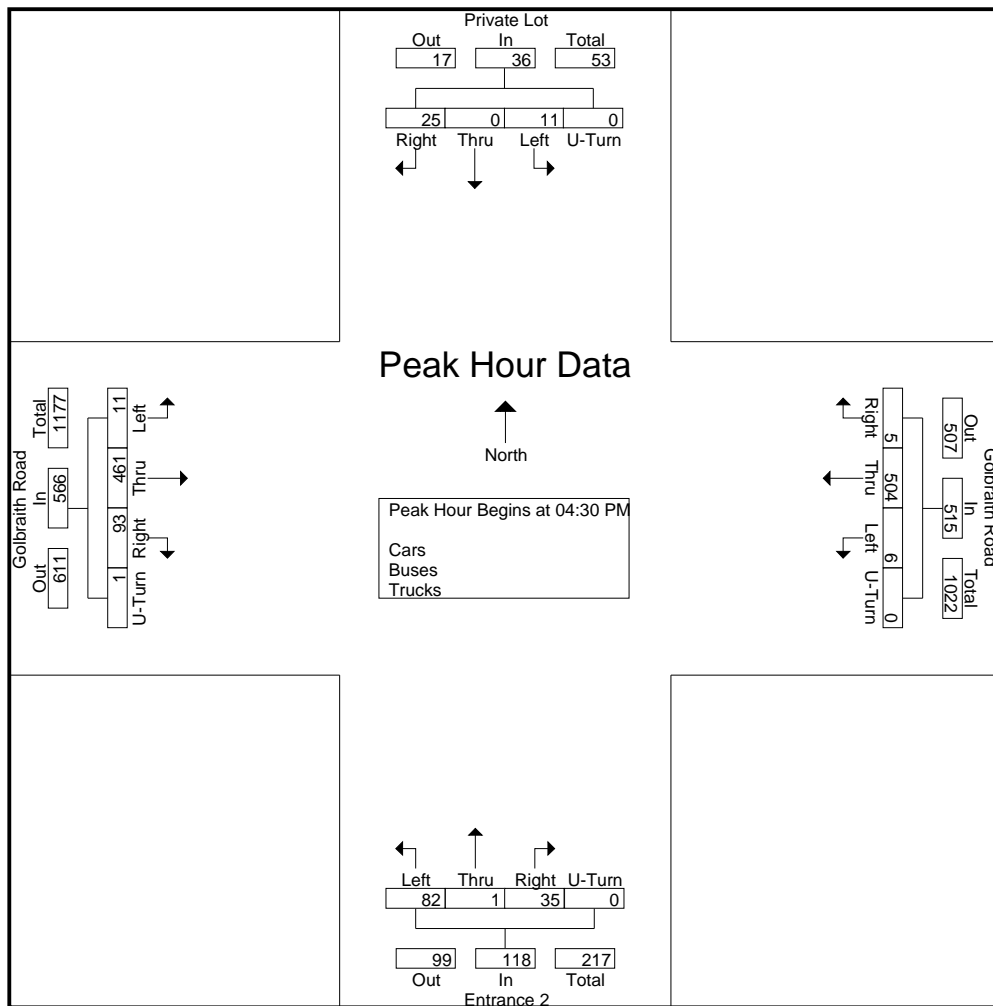 Private Lot
Out In Total
17 36 53
25 0 11 0
Right Thru Left U-Turn
Peak Hour Data
North
Peak Hour Begins at 04:30 PM
Cars
Buses
Trucks
Golbraith Road
Total In Out
1177 566 611
11 461 93 1
Left Thru Right U-Turn
Golbraith Road
Out In Total
507 515 1022
5 504 6 0
Right Thru Left U-Turn
Left Thru Right U-Turn
82 1 35 0
99 118 217
Out In Total
Entrance 2